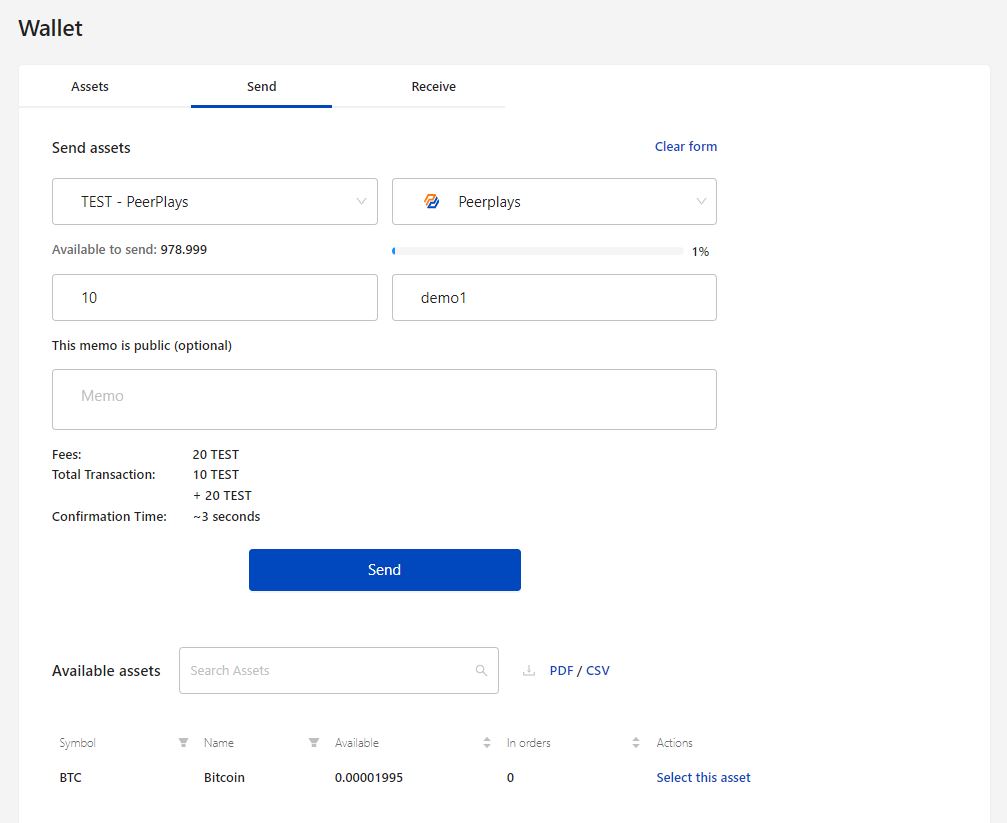 Wallet
Assets Send Receive
Send assets Clear form
TEST - PeerPlays Peerplays
Available to send: 978.999 1%
10 demo1
This memo is public (optional)
Memo
Fees: 20 TEST
Total Transaction: 10 TEST
+ 20 TEST
Confirmation Time: ~3 seconds
Send
Available assets Search Assets PDF / CSV
Symbol Name Available In orders Actions
BTC Bitcoin 0.00001995 0 Select this asset